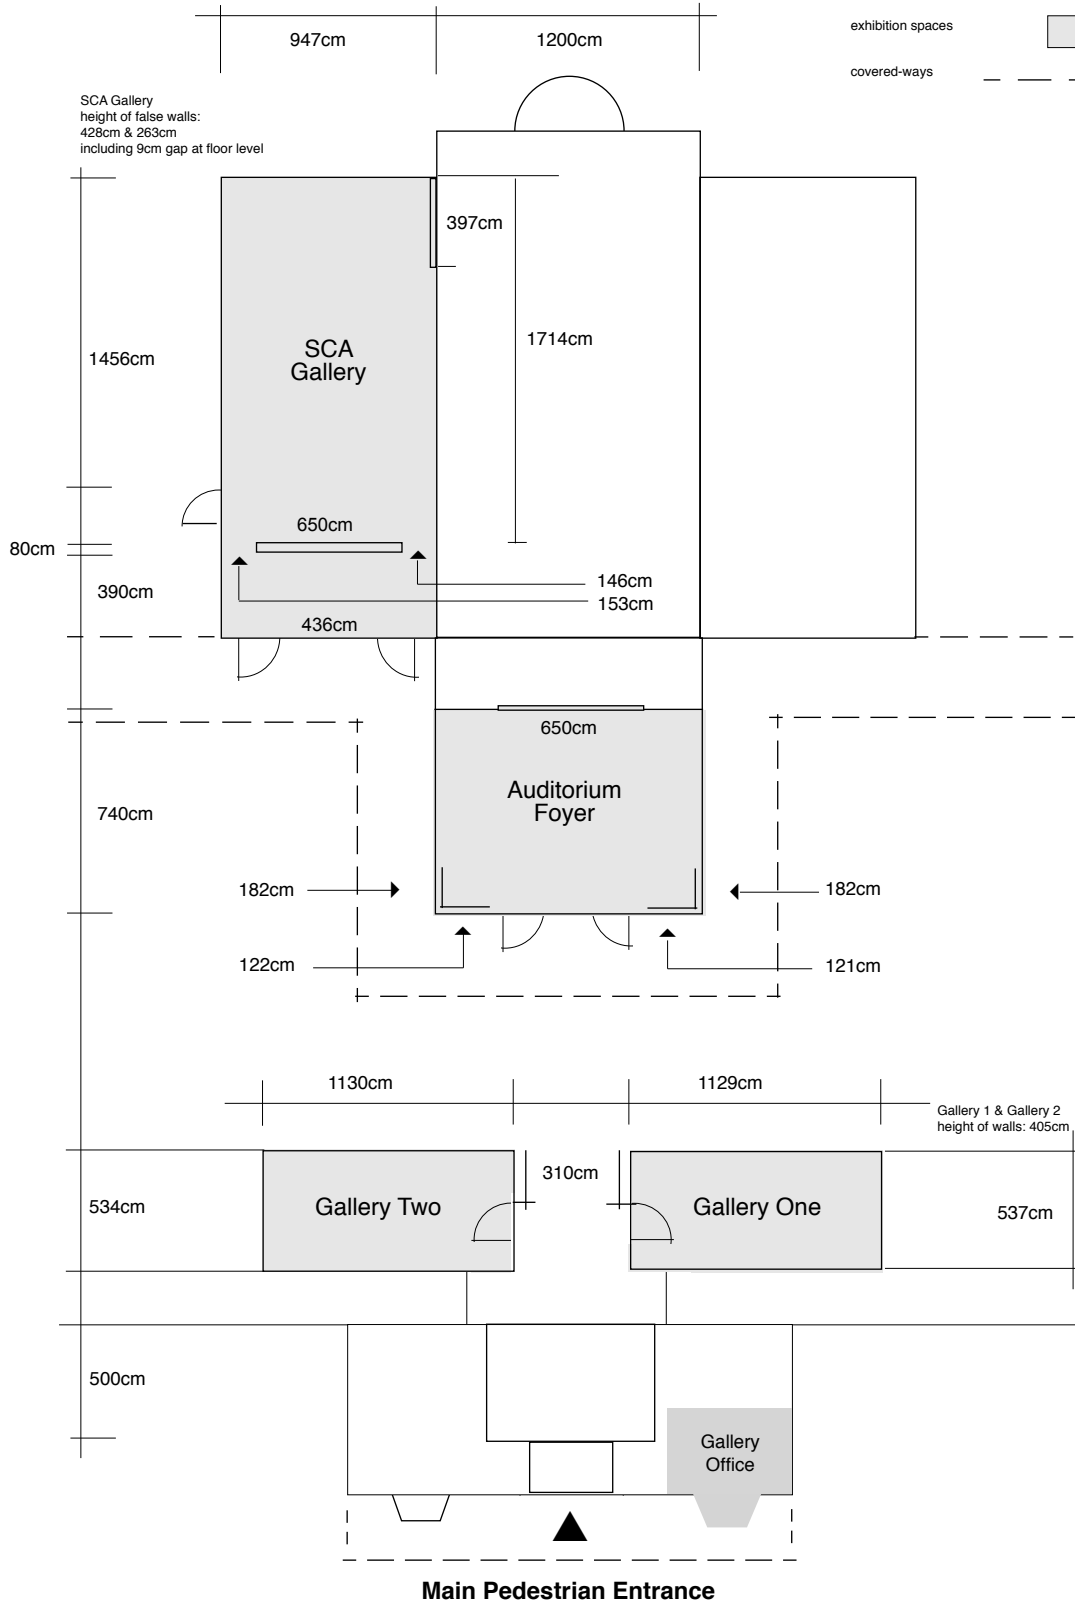 947cm
1200cm
exhibition spaces
covered-ways
SCA Gallery
height of false walls:
428cm & 263cm
including 9cm gap at floor level
397cm
1714cm
1456cm
SCA
Gallery
650cm
80cm
390cm
146cm
153cm
436cm
650cm
Auditorium
Foyer
740cm
182cm
182cm
122cm
121cm
1130cm
1129cm
Gallery 1 & Gallery 2
height of walls: 405cm
310cm
534cm
Gallery Two
Gallery One
537cm
500cm
Gallery
Office
Main Pedestrian Entrance